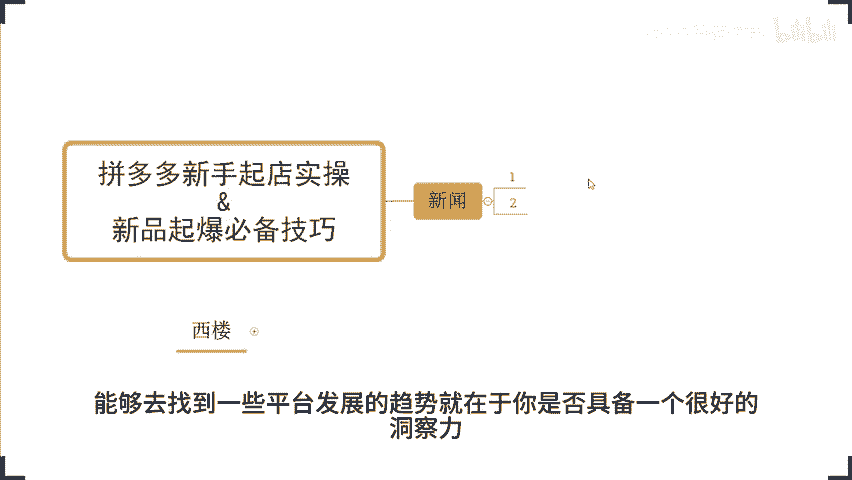 bilibili
拼多多新手起店实操
&
新品起爆必备技巧
新闻
1
2
西楼
能够去找到一些平台发展的趋势就在于你是否具备一个很好的
洞察力